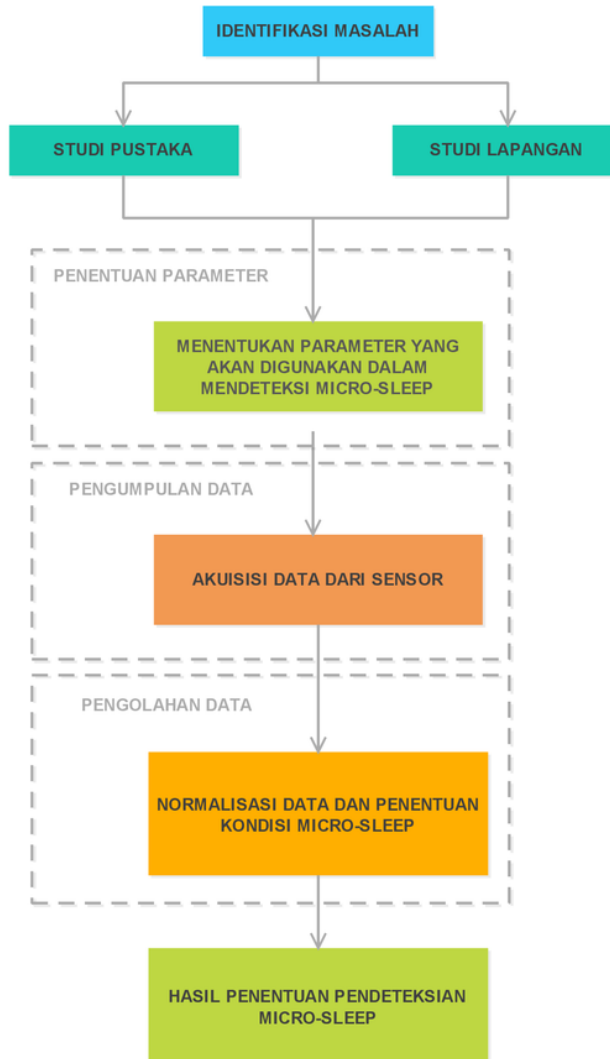 IDENTIFIKASI MASALAH
STUDI PUSTAKA
STUDI LAPANGAN
PENENTUAN PARAMETER
MENENTUKAN PARAMETER YANG
AKAN DIGUNAKAN DALAM
MENDETEKSI MICRO-SLEEP
PENGUMPULAN DATA
AKUISISI DATA DARI SENSOR
PENGOLAHAN DATA
NORMALISASI DATA DAN PENENTUAN
KONDISI MICRO-SLEEP
HASIL PENENTUAN PENDETEKSIAN
MICRO-SLEEP